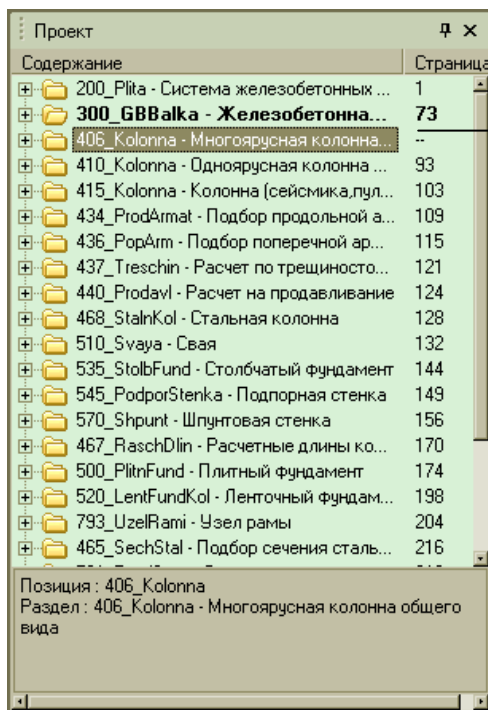 Проект
Содержание Страница
200_Plita - Система железобетонных ... 1
300_GBBalka - Железобетонна... 73
406_Kolonna - Многоярусная колонна... --
410_Kolonna - Одноярусная колонна ... 93
415_Kolonna - Колонна (сейсмика,пул... 103
434_ProdArmat - Подбор продольной а... 109
436_PopArm - Подбор поперечной ар... 115
437_Treschin - Расчет по трещиносто... 121
440_Prodavl - Расчет на продавливание 124
468_StalnKol - Стальная колонна 128
510_Svaya - Свая 132
535_StolbFund - Столбчатый фундамент 144
545_PodporStenka - Подпорная стенка 149
570_Shpunt - Шпунтовая стенка 156
467_RaschDlin - Расчетные длины ко... 170
500_PlitnFund - Плитный фундамент 174
520_LentFundKol - Ленточный фундам... 198
793_UzelRami - Узел рамы 204
465_SechStal - Подбор сечения сталь... 216
Позиция : 406_Kolonna
Раздел : 406_Kolonna - Многоярусная колонна общего
вида